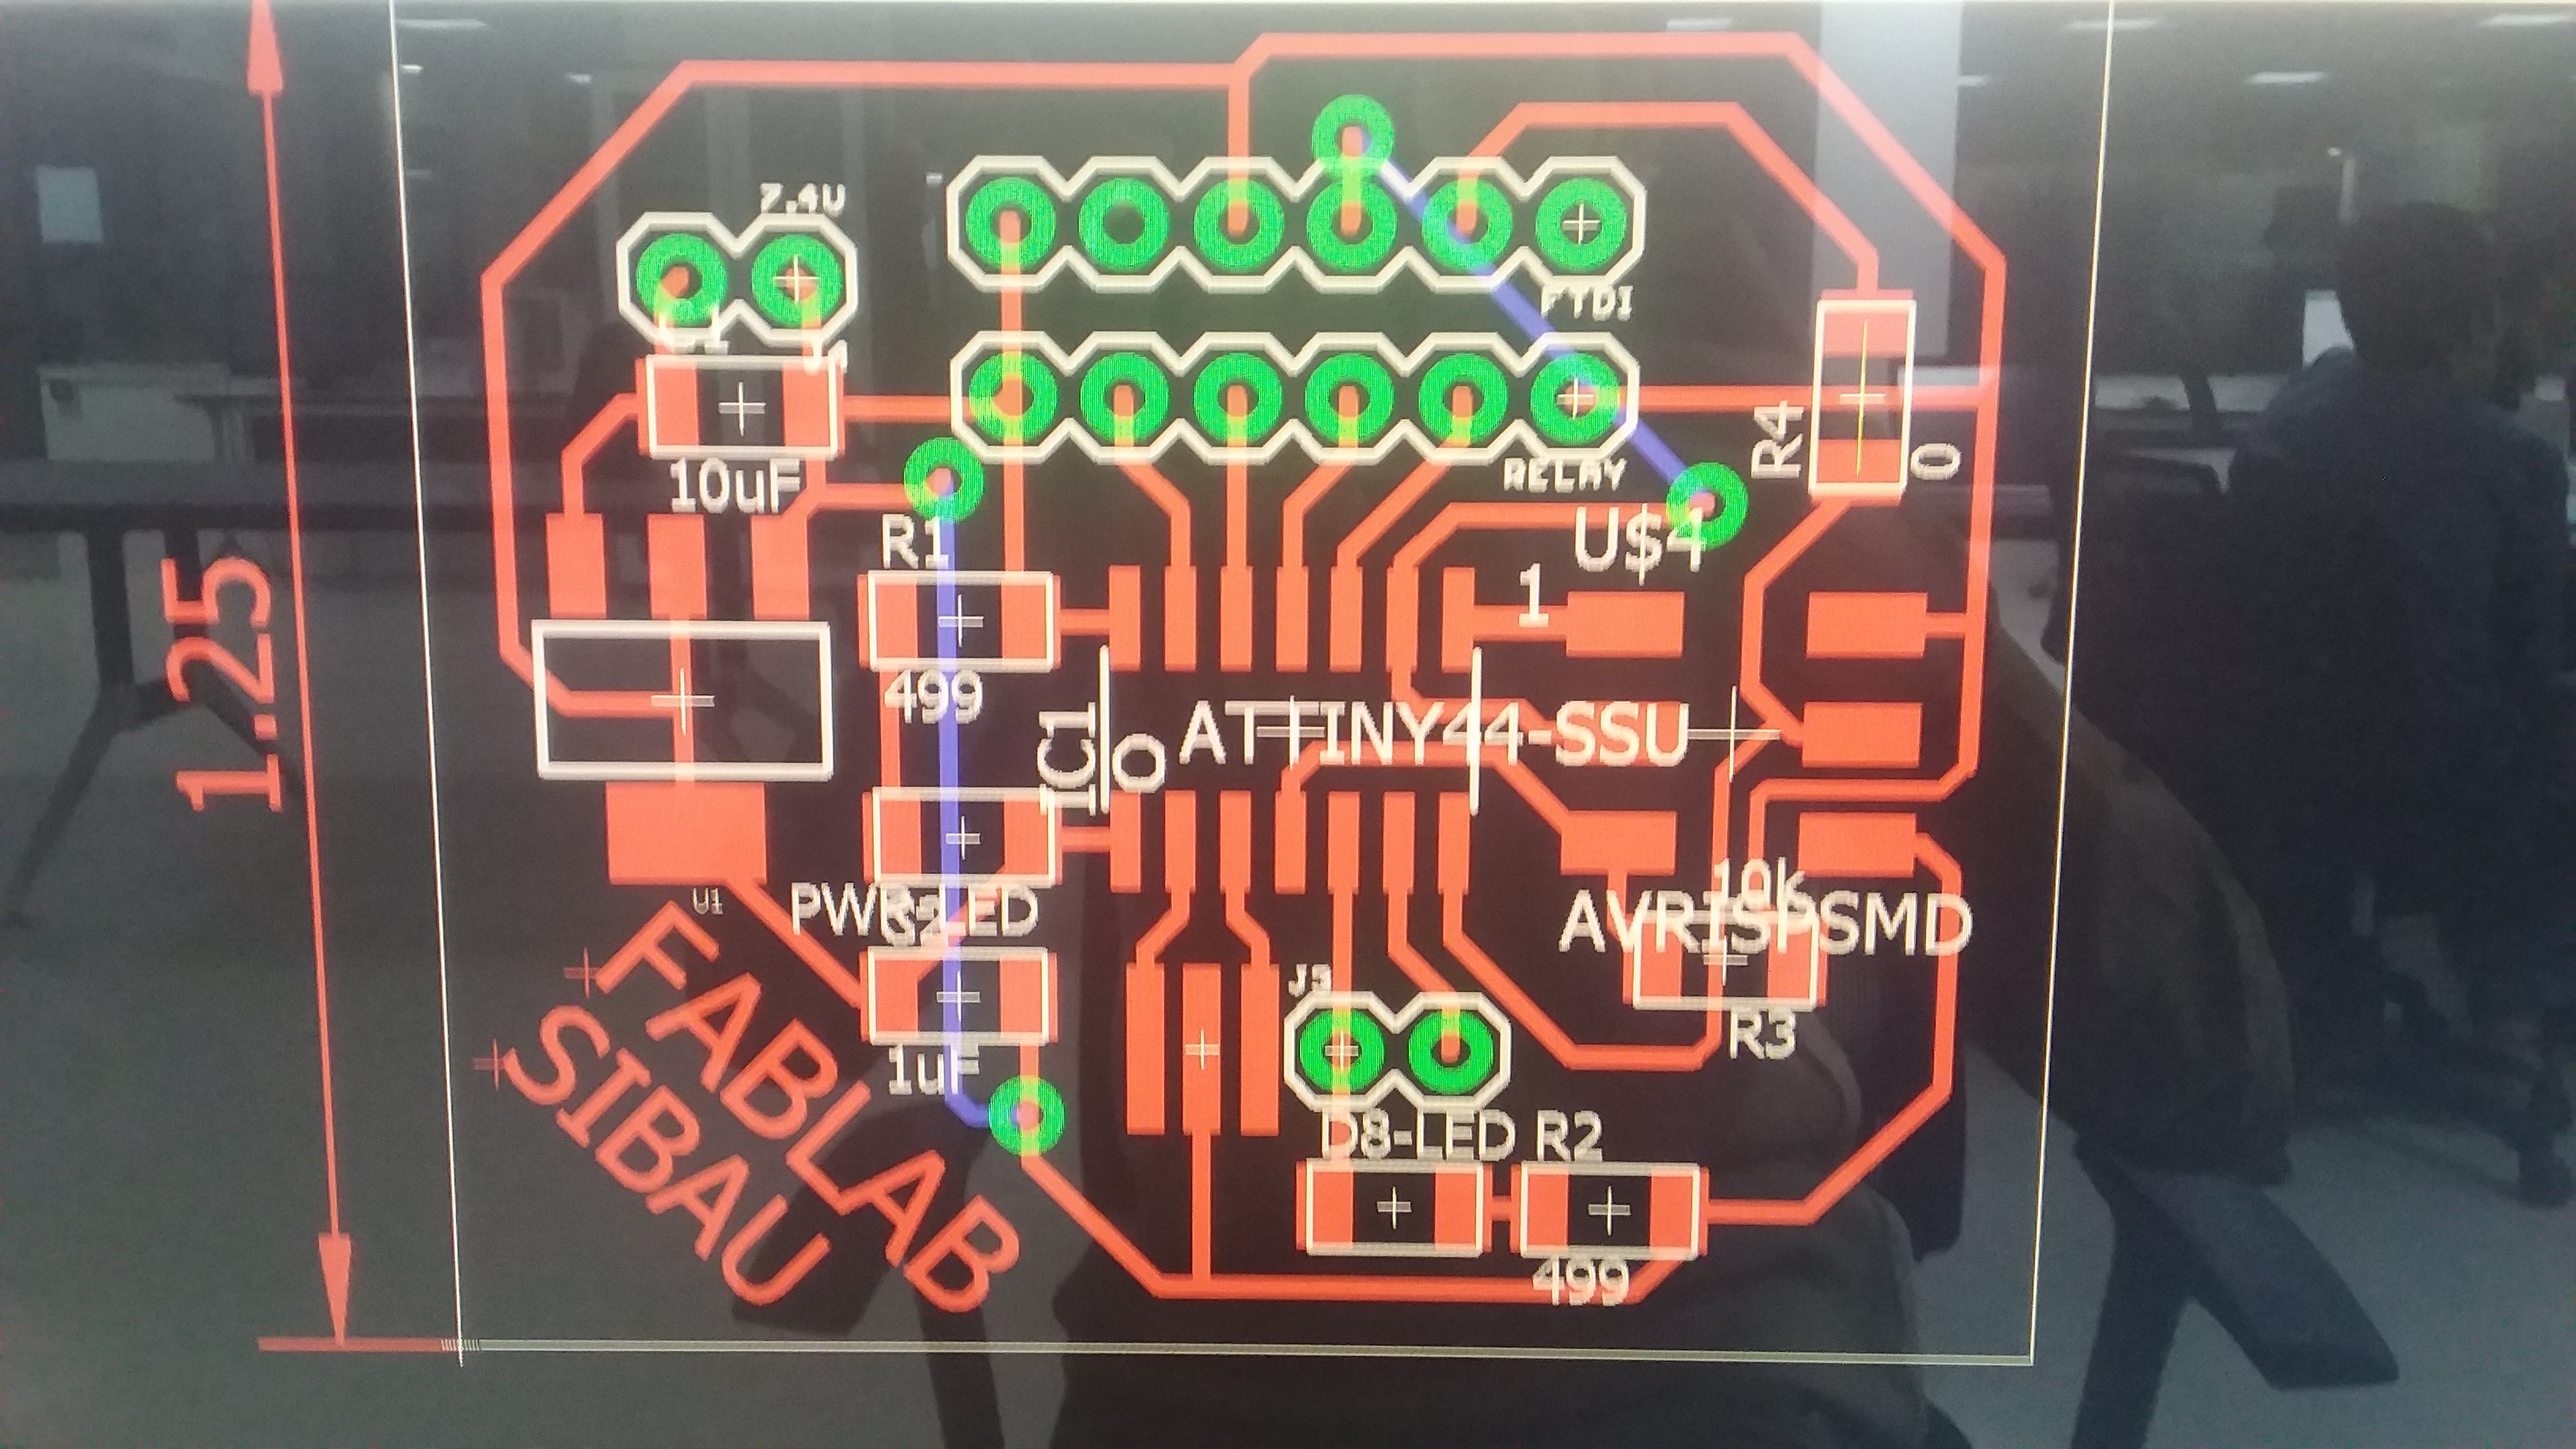 7.4V
FTDI
C1
J1
10uF
RELAY
R4
0
R1
U$4
1
1.25
499
IC1
ATTINY44-SSU
10k
U1
PWR-LED
AVRISPSMD
FABLAB
SIBAU
R3
1uF
D8-LED
R2
499